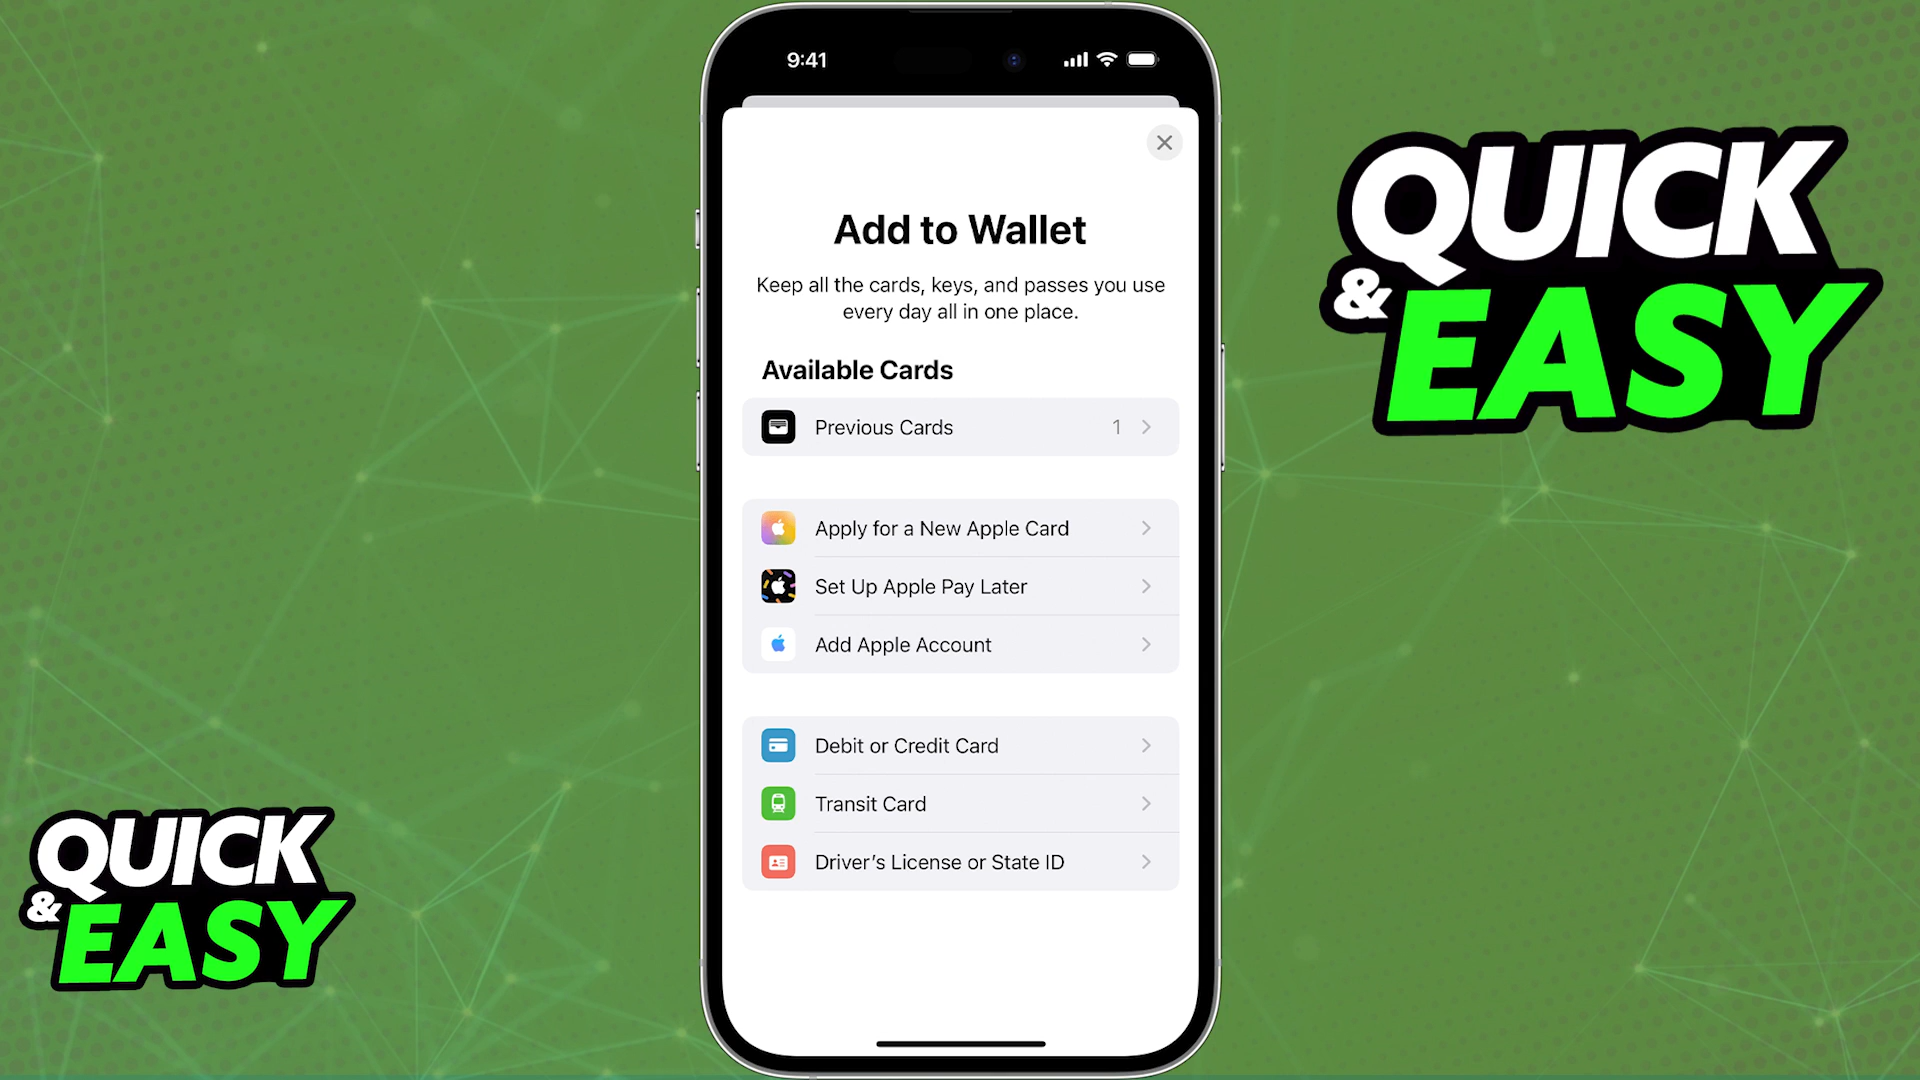 9:41
Add to Wallet
Keep all the cards, keys, and passes you use
every day all in one place.
Available Cards
Previous Cards 1
Apply for a New Apple Card
Set Up Apple Pay Later
Add Apple Account
Debit or Credit Card
Transit Card
Driver’s License or State ID
QUICK
& EASY
QUICK
& EASY